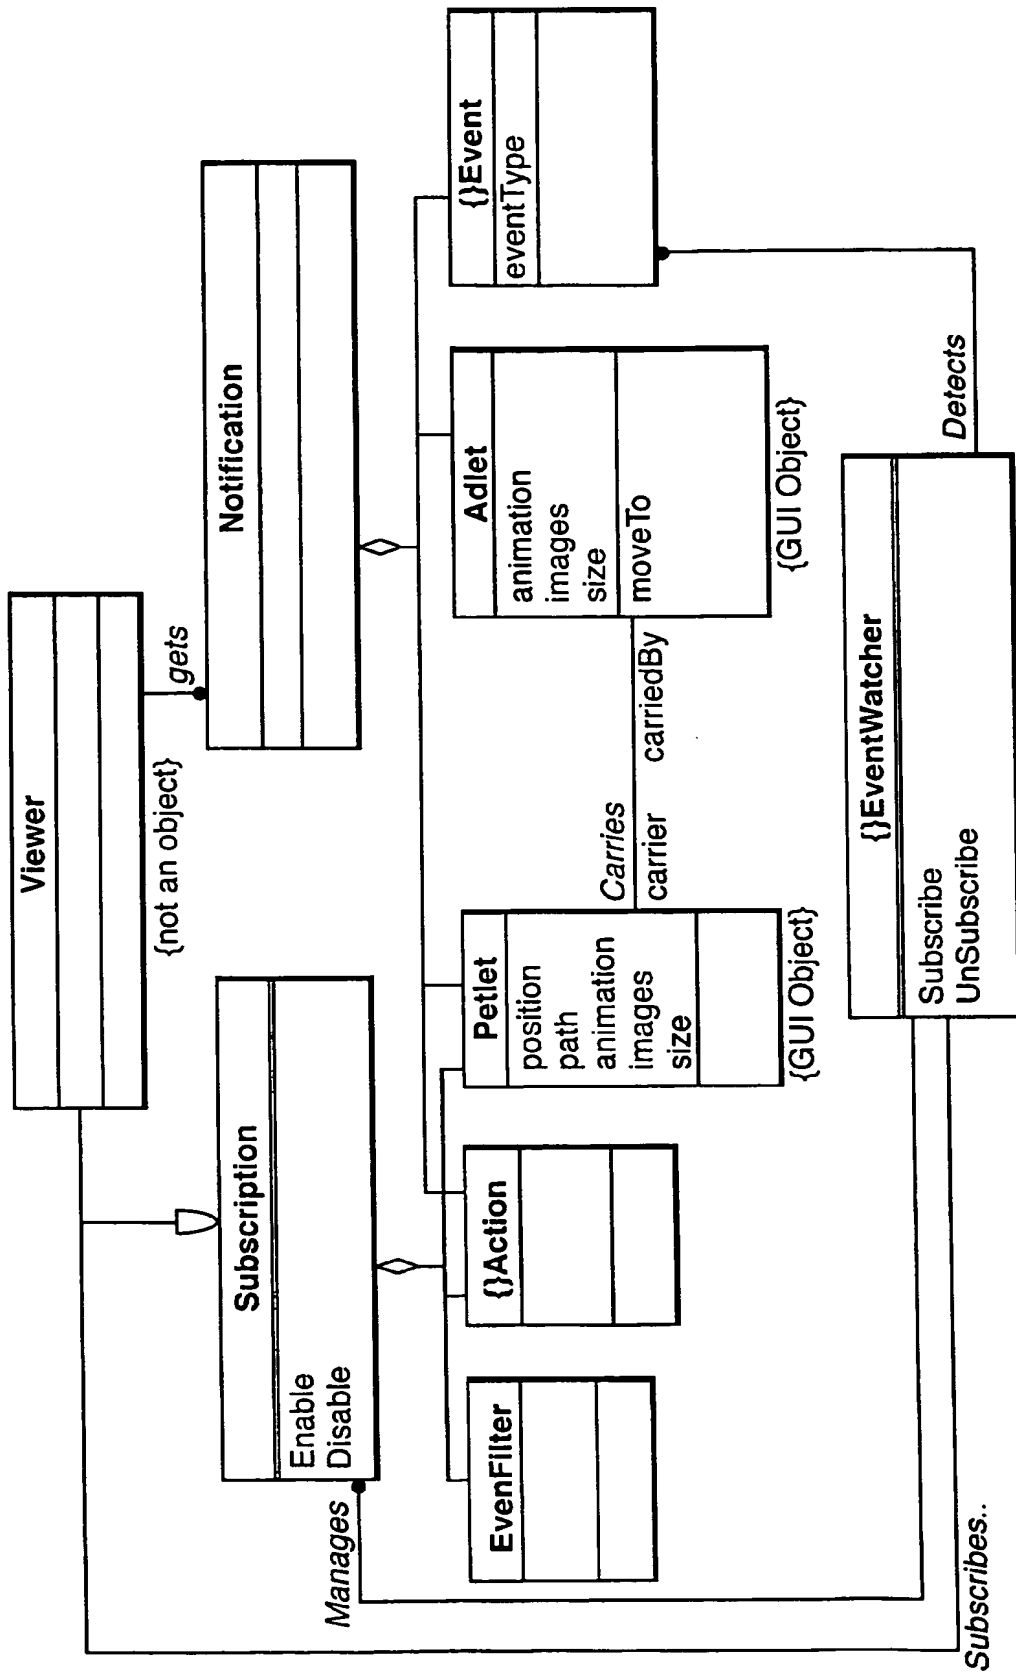 Viewer
{not an object}
gets
Subscription
Enable
Disable
Notification
Manages
EvenFilter
{}Action
Petlet
position
path
animation
images
size
{GUI Object}
Carries
carrier
carriedBy
Adlet
animation
images
size
moveTo
{GUI Object}
{}Event
eventType
{}EventWatcher
Subscribe
UnSubscribe
Detects
Subscribes..